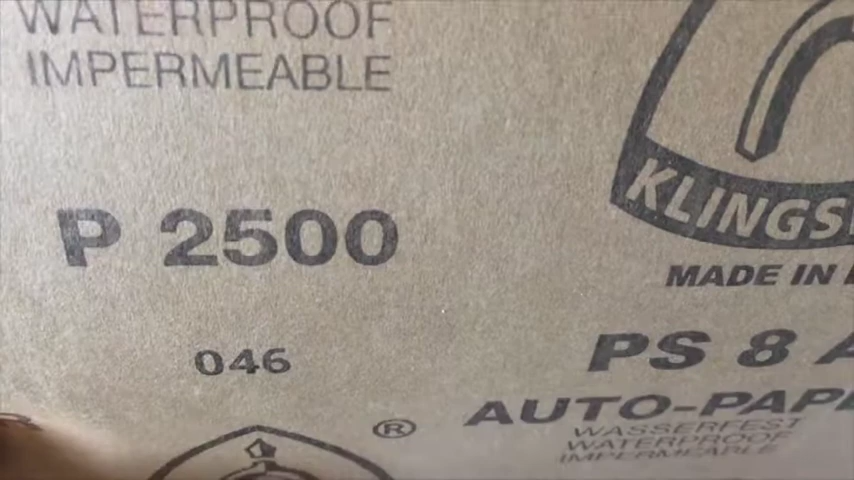 WATERPROOF
IMPERMEABLE
P 2500
046
®
KLINGS
MADE IN
PS 8 A
AUTO-PAP
WASSERFEST
WATERPROOF
IMPERMEABLE